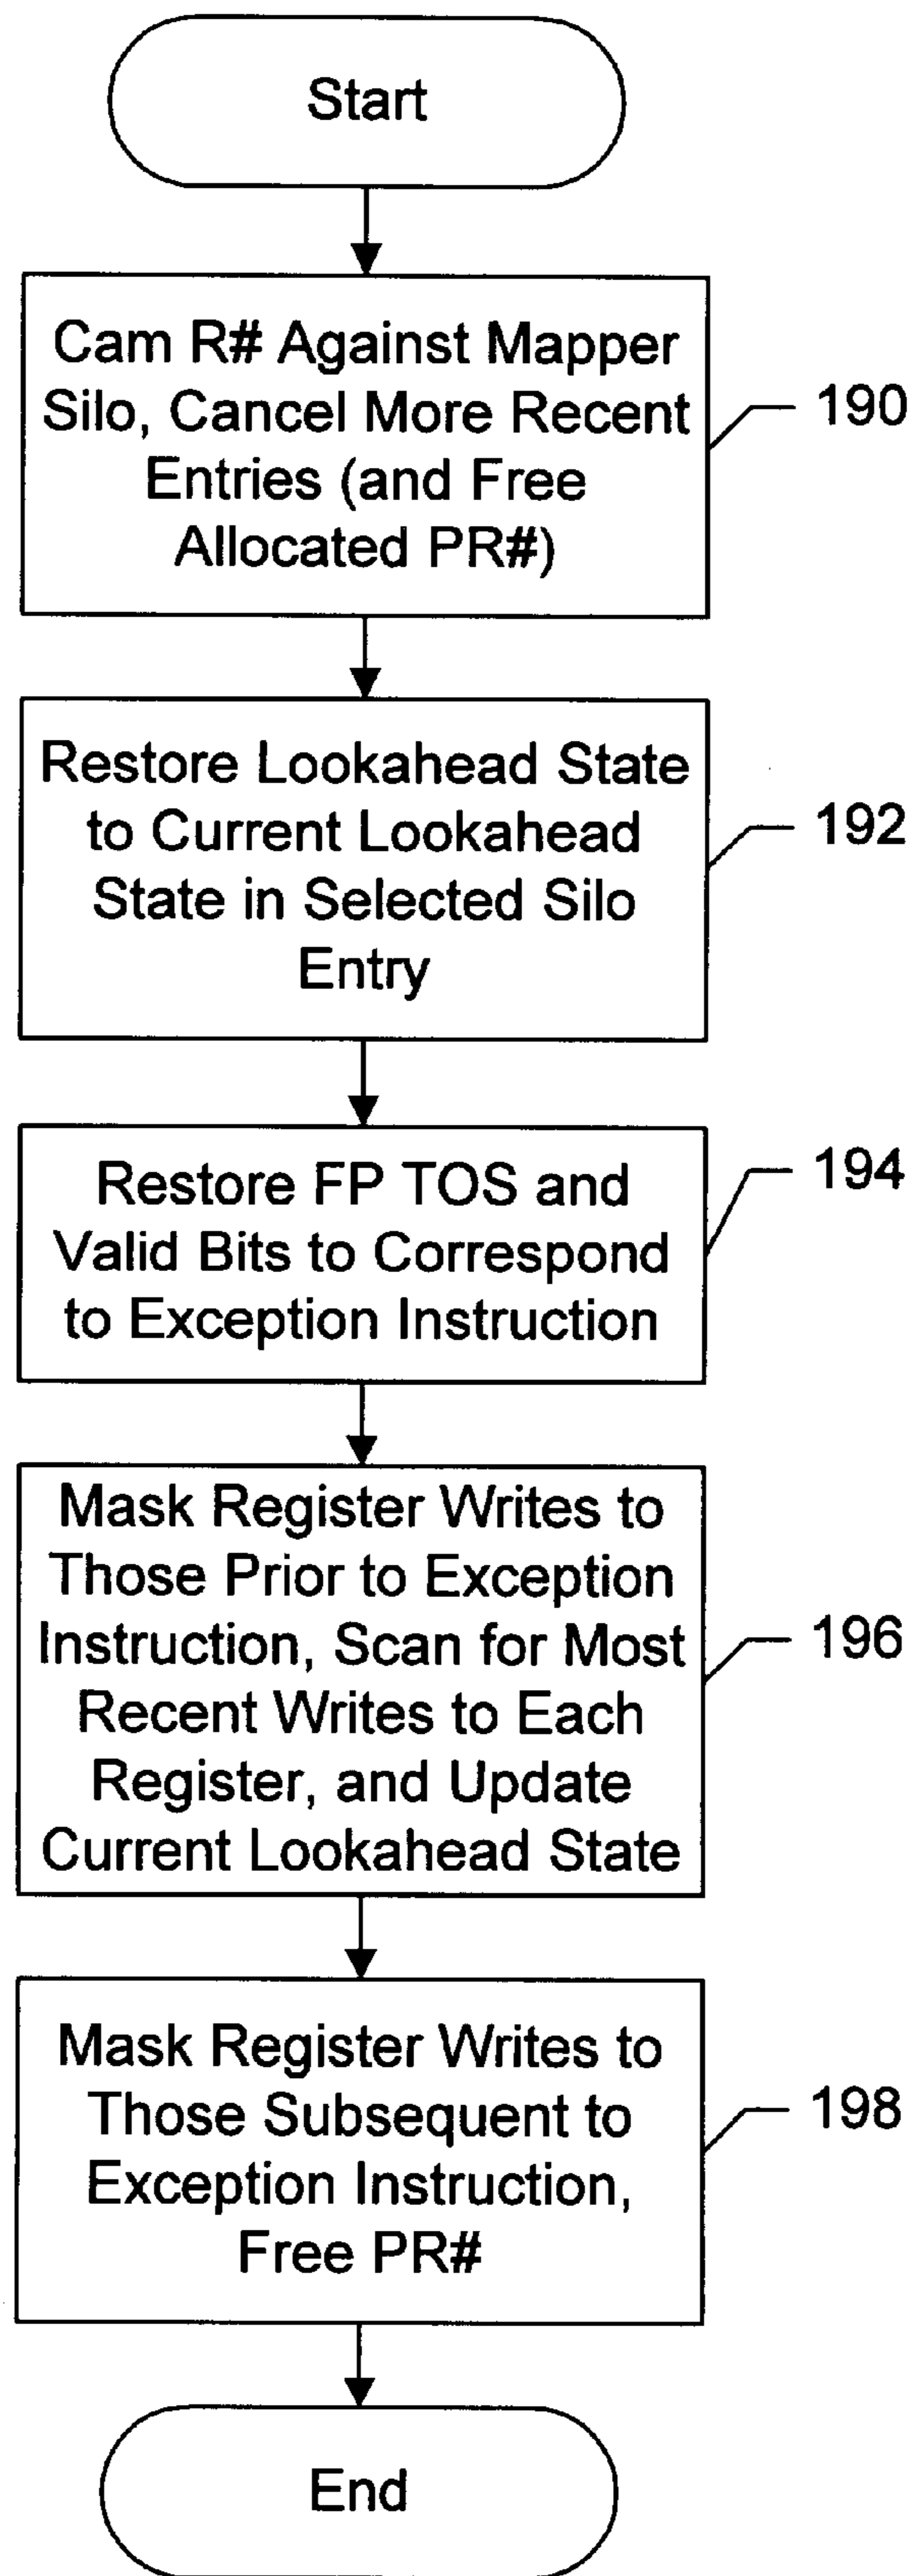 Start
Cam R# Against Mapper
Silo, Cancel More Recent
Entries (and Free
Allocated PR#)
190
Restore Lookahead State
to Current Lookahead
State in Selected Silo
Entry
192
Restore FP TOS and
Valid Bits to Correspond
to Exception Instruction
194
Mask Register Writes to
Those Prior to Exception
Instruction, Scan for Most
Recent Writes to Each
Register, and Update
Current Lookahead State
196
Mask Register Writes to
Those Subsequent to
Exception Instruction,
Free PR#
198
End